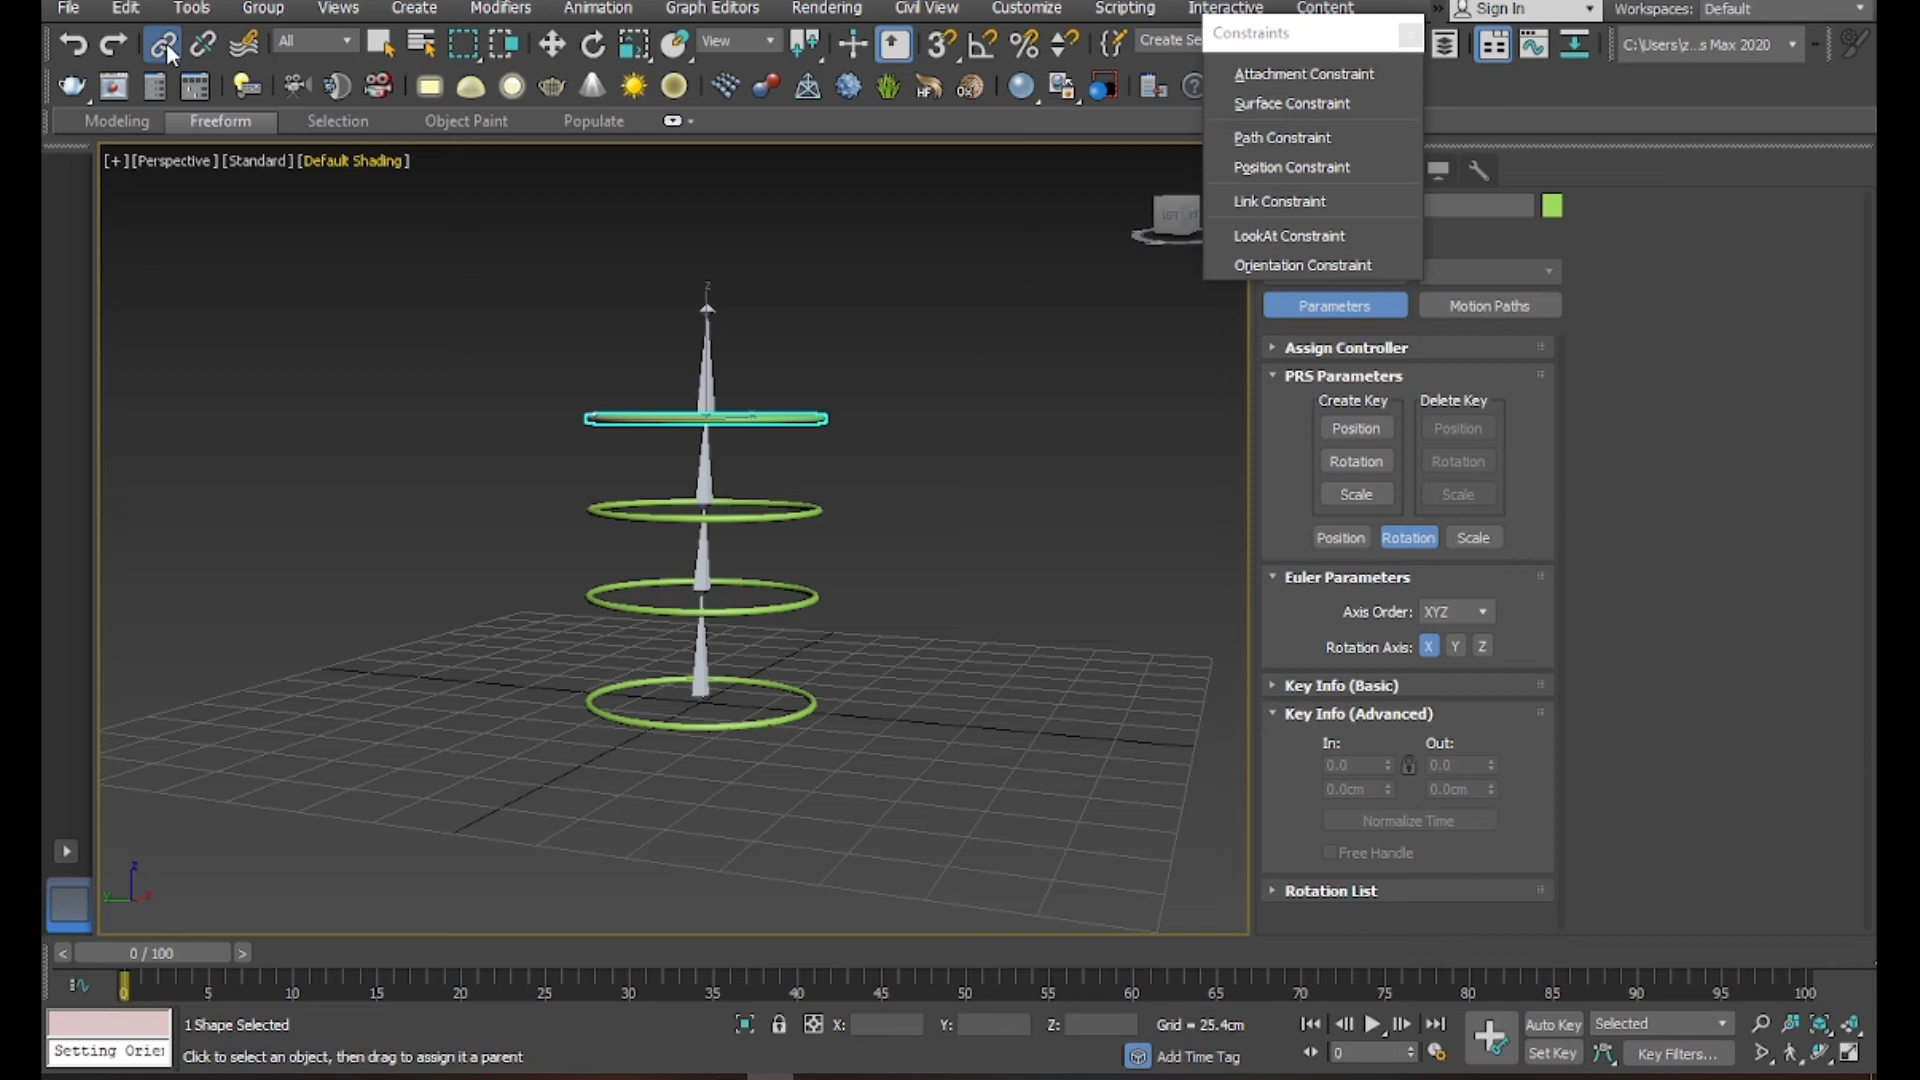 File Edit Tools Group Views Create Modifiers Animation Graph Editors Rendering Civil View Customize Scripting Interactive Content » Sign In Workspaces: Default
All View Create Se C:\Users\z...s Max 2020
Modeling Freeform Selection Object Paint Populate
Constraints
Attachment Constraint
Surface Constraint
Path Constraint
Position Constraint
Link Constraint
LookAt Constraint
Orientation Constraint
[+][Perspective][Standard][Default Shading]
LEFT
z
Parameters Motion Paths
Assign Controller
PRS Parameters
Create Key Delete Key
Position Position
Rotation Rotation
Scale Scale
Position Rotation Scale
Euler Parameters
Axis Order: XYZ
Rotation Axis: X Y Z
Key Info (Basic)
Key Info (Advanced)
In: Out:
0.0 0.0
0.0cm 0.0cm
Normalize Time
Free Handle
Rotation List
z
y x
< 0 / 100 >
0 5 10 15 20 25 30 35 40 45 50 55 60 65 70 75 80 85 90 95 100
1 Shape Selected X: Y: Z: Grid = 25.4cm Auto Key Selected
Setting Orie Click to select an object, then drag to assign it a parent Add Time Tag 0 Set Key Key Filters...